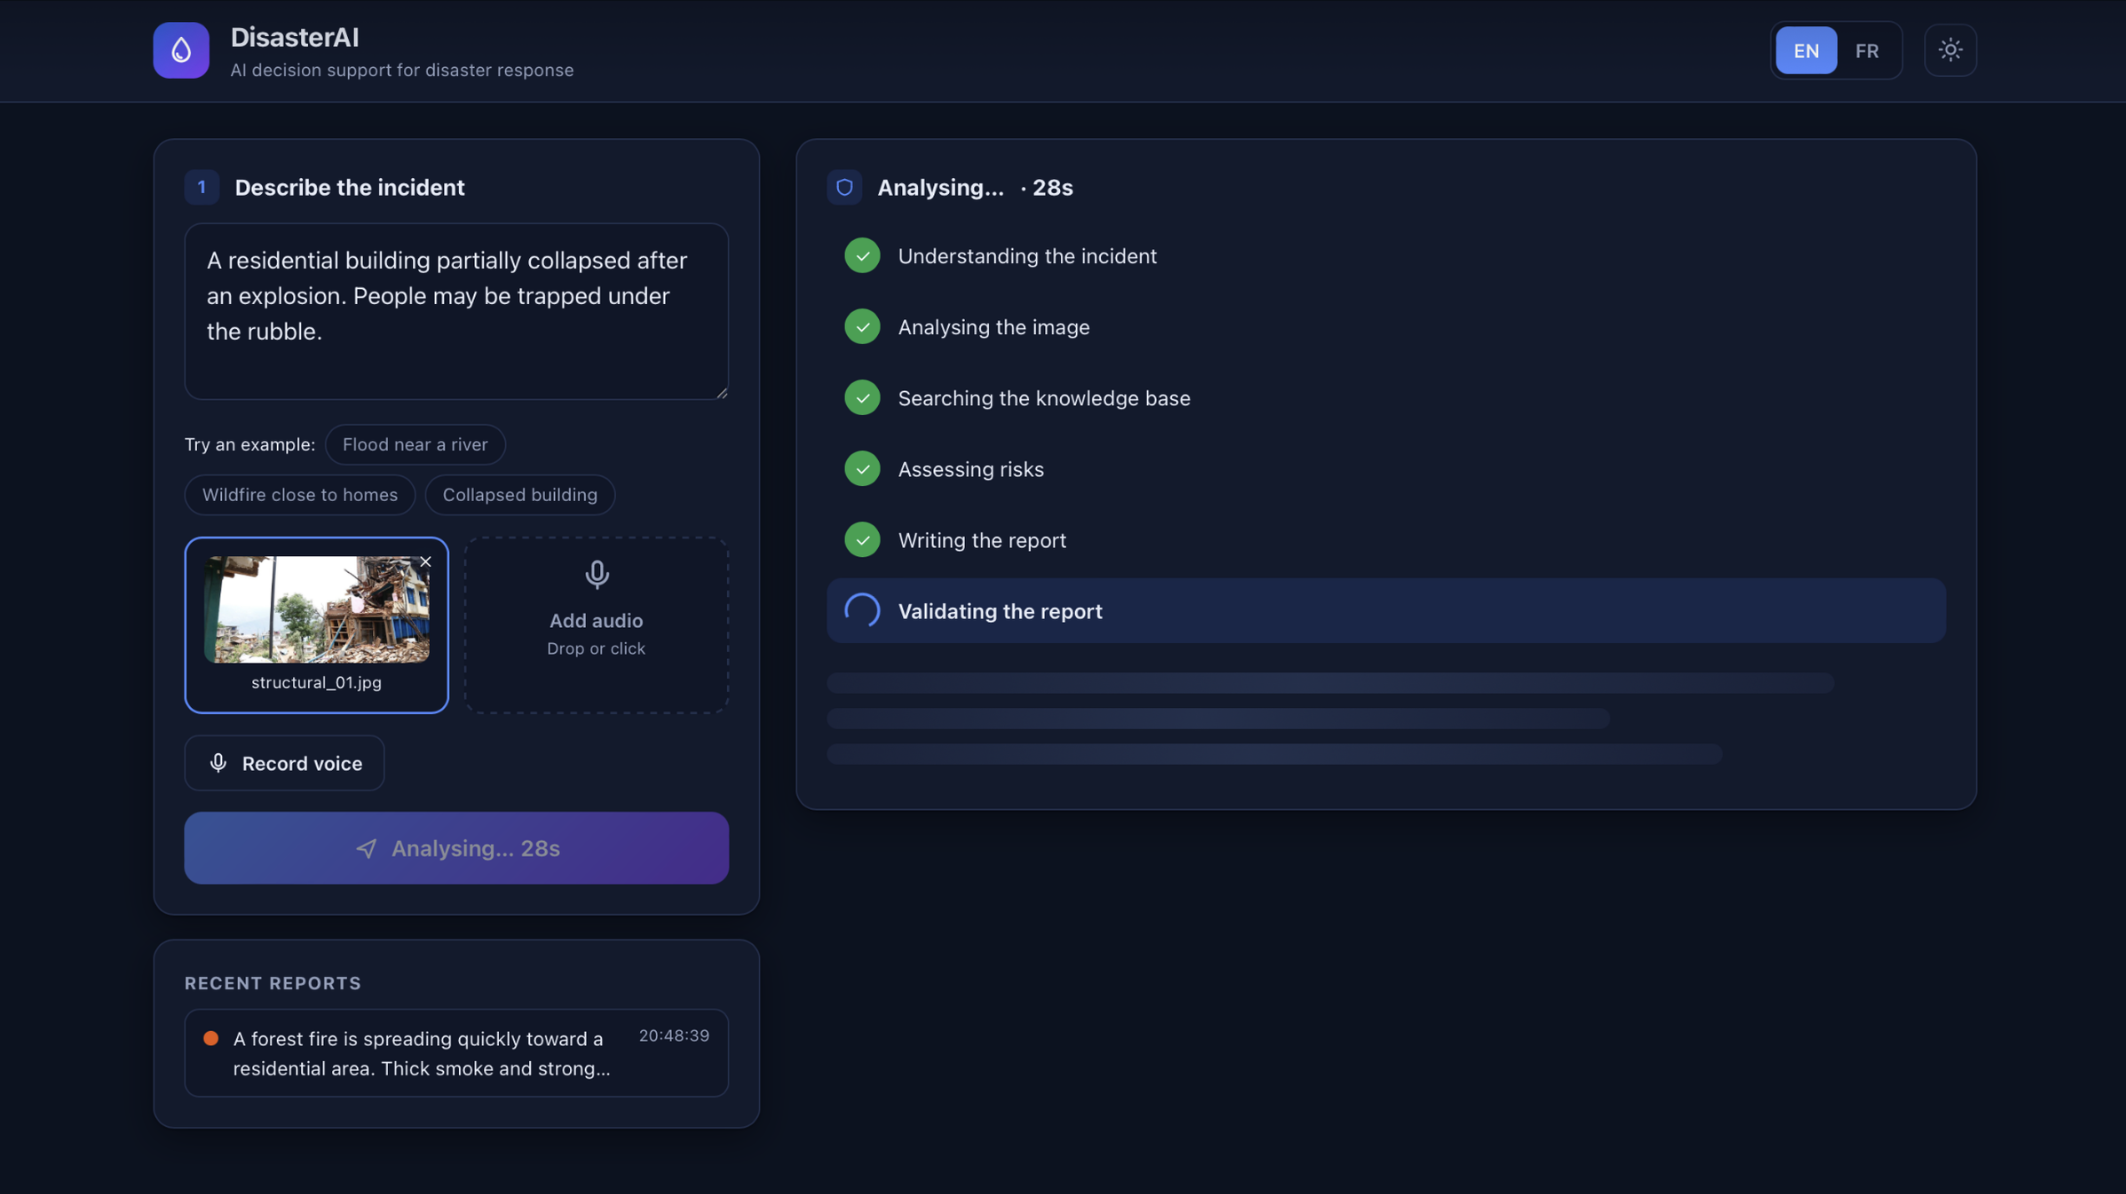 DisasterAI
AI decision support for disaster response
EN
FR
1
Describe the incident
A residential building partially collapsed after
an explosion. People may be trapped under
the rubble.
Try an example:
Flood near a river
Wildfire close to homes
Collapsed building
structural_01.jpg
Add audio
Drop or click
Record voice
Analysing... 28s
RECENT REPORTS
A forest fire is spreading quickly toward a
residential area. Thick smoke and strong...
20:48:39
Analysing... · 28s
Understanding the incident
Analysing the image
Searching the knowledge base
Assessing risks
Writing the report
Validating the report